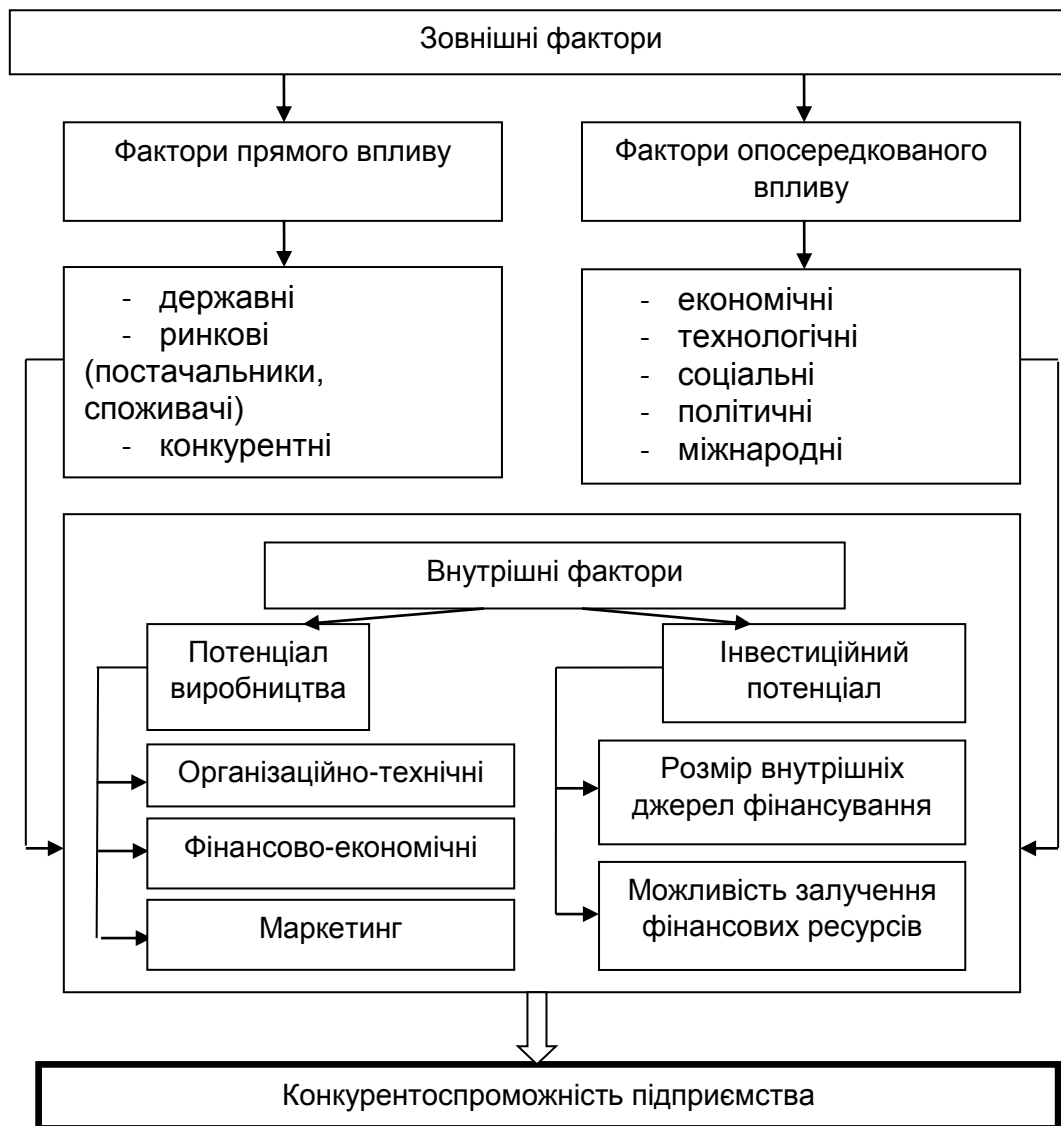 Зовнішні фактори
Фактори прямого впливу
Фактори опосередкованого
впливу
- державні
- ринкові
(постачальники,
споживачі)
- конкурентні
- економічні
- технологічні
- соціальні
- політичні
- міжнародні
Внутрішні фактори
Потенціал
виробництва
Інвестиційний
потенціал
Організаційно-технічні
Фінансово-економічні
Маркетинг
Розмір внутрішніх
джерел фінансування
Можливість залучення
фінансових ресурсів
Конкурентоспроможність підприємства